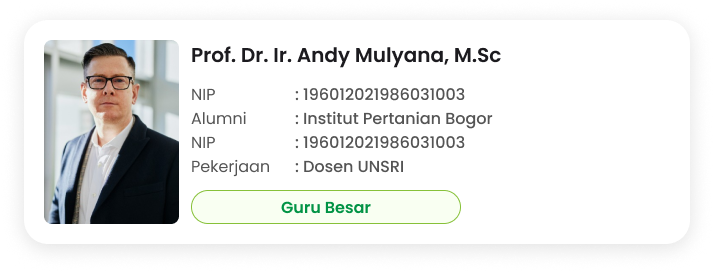 Prof. Dr. Ir. Andy Mulyana, M.Sc
NIP : 196012021986031003
Alumni : Institut Pertanian Bogor
NIP : 196012021986031003
Pekerjaan : Dosen UNSRI
Guru Besar